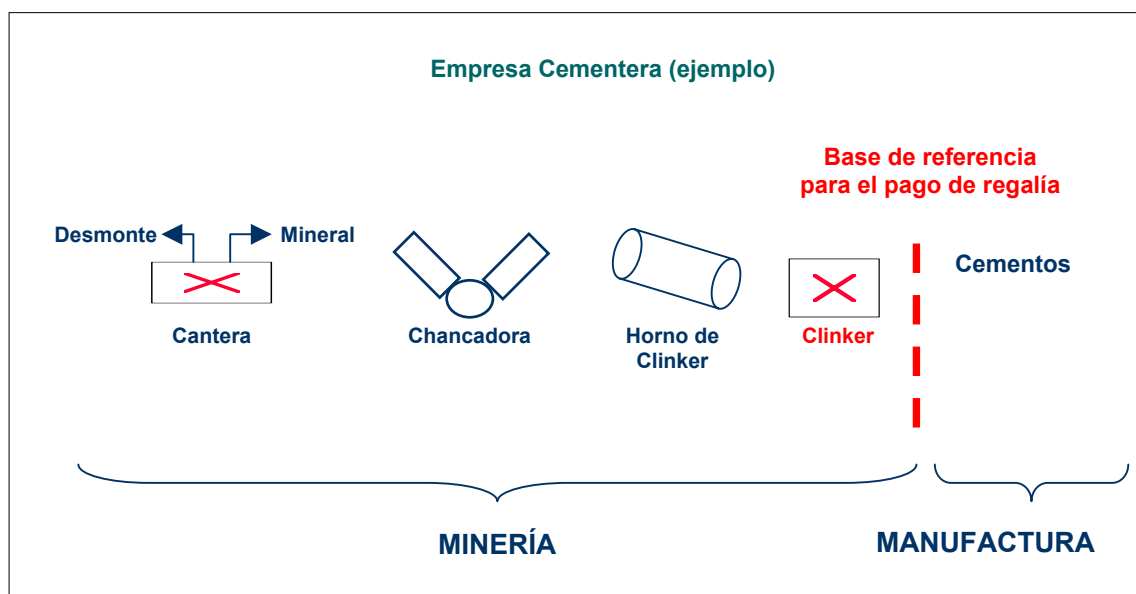 Empresa Cementera (ejemplo)
Base de referencia
para el pago de regalía
Desmonte
Mineral
Cementos
Cantera
Chancadora
Horno de
Clinker
Clinker
MINERÍA
MANUFACTURA